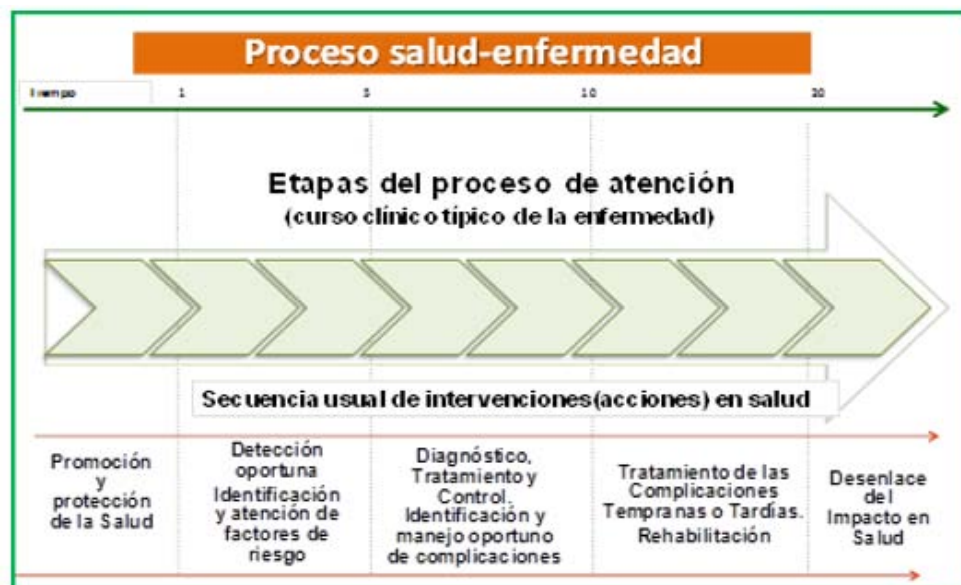 Proceso salud-enfermedad
Tiempo 1 5 10 20
Etapas del proceso de atención
(curso clínico típico de la enfermedad)
Secuencia usual de intervenciones(acciones) en salud
Promoción
y
protección
de la Salud
Detección
oportuna
Identificación
y atención de
factores de
riesgo
Diagnóstico,
Tratamiento y
Control.
Identificación y
manejo oportuno
de complicaciones
Tratamiento de las
Complicaciones
Tempranas o Tardías.
Rehabilitación
Desenlace
del
Impacto en
Salud